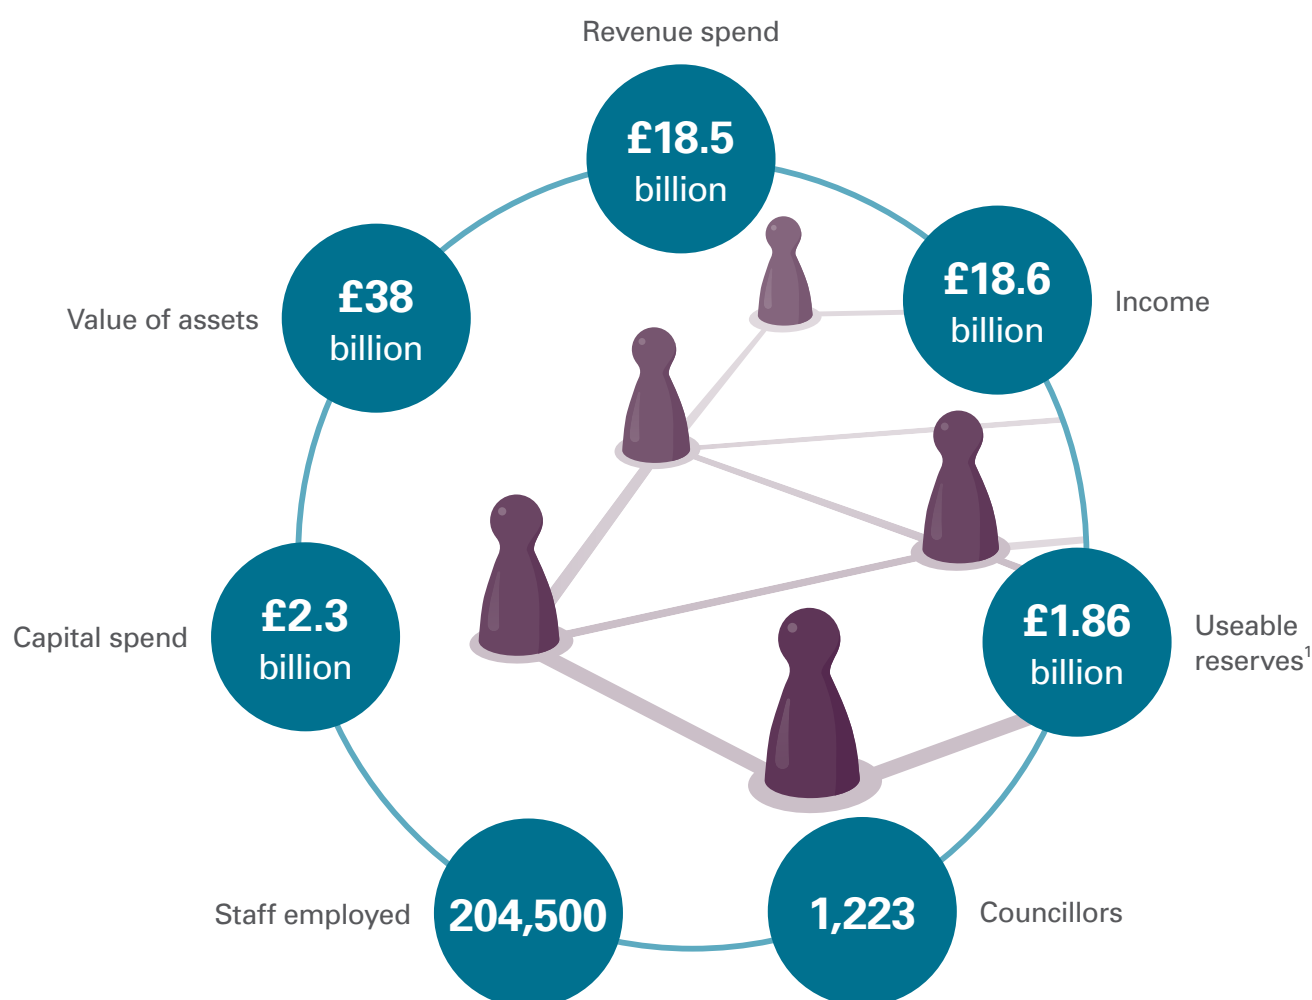 Revenue spend
£18.5
billion
£18.6
billion
Income
£38
billion
Value of assets
£2.3
billion
Capital spend
£1.86
billion
Useable
reserves¹
Staff employed
204,500
1,223
Councillors